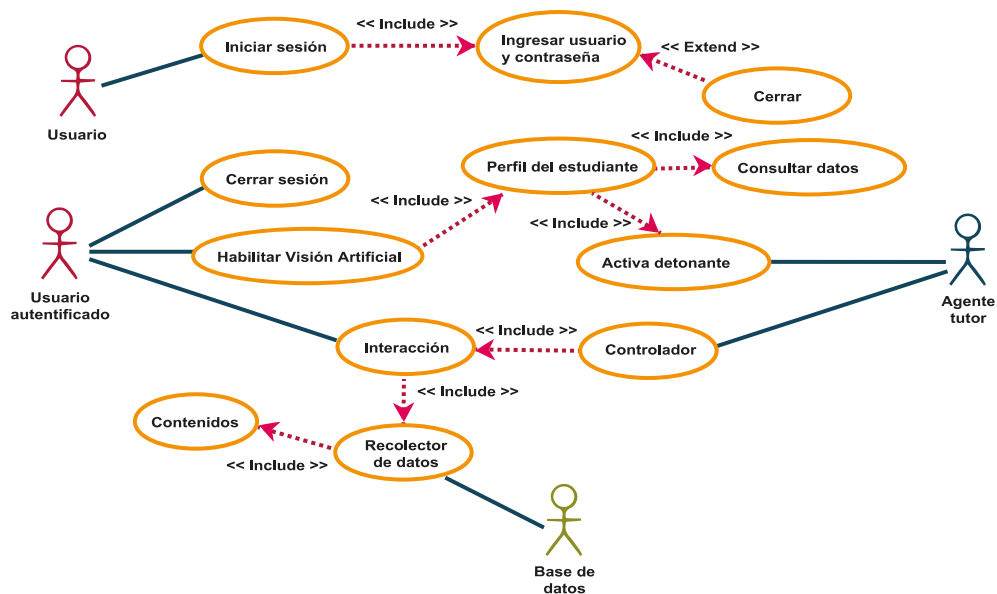 << Include >>
Iniciar sesión
Ingresar usuario
y contraseña
<< Extend >>
Cerrar
Usuario
<< Include >>
Perfil del estudiante
Consultar datos
Cerrar sesión
<< Include >>
<< Include >>
Habilitar Visión Artificial
Activa detonante
Usuario
autentificado
Agente
tutor
<< Include >>
Interacción
Controlador
<< Include >>
Contenidos
Recolector
de datos
<< Include >>
Base de
datos